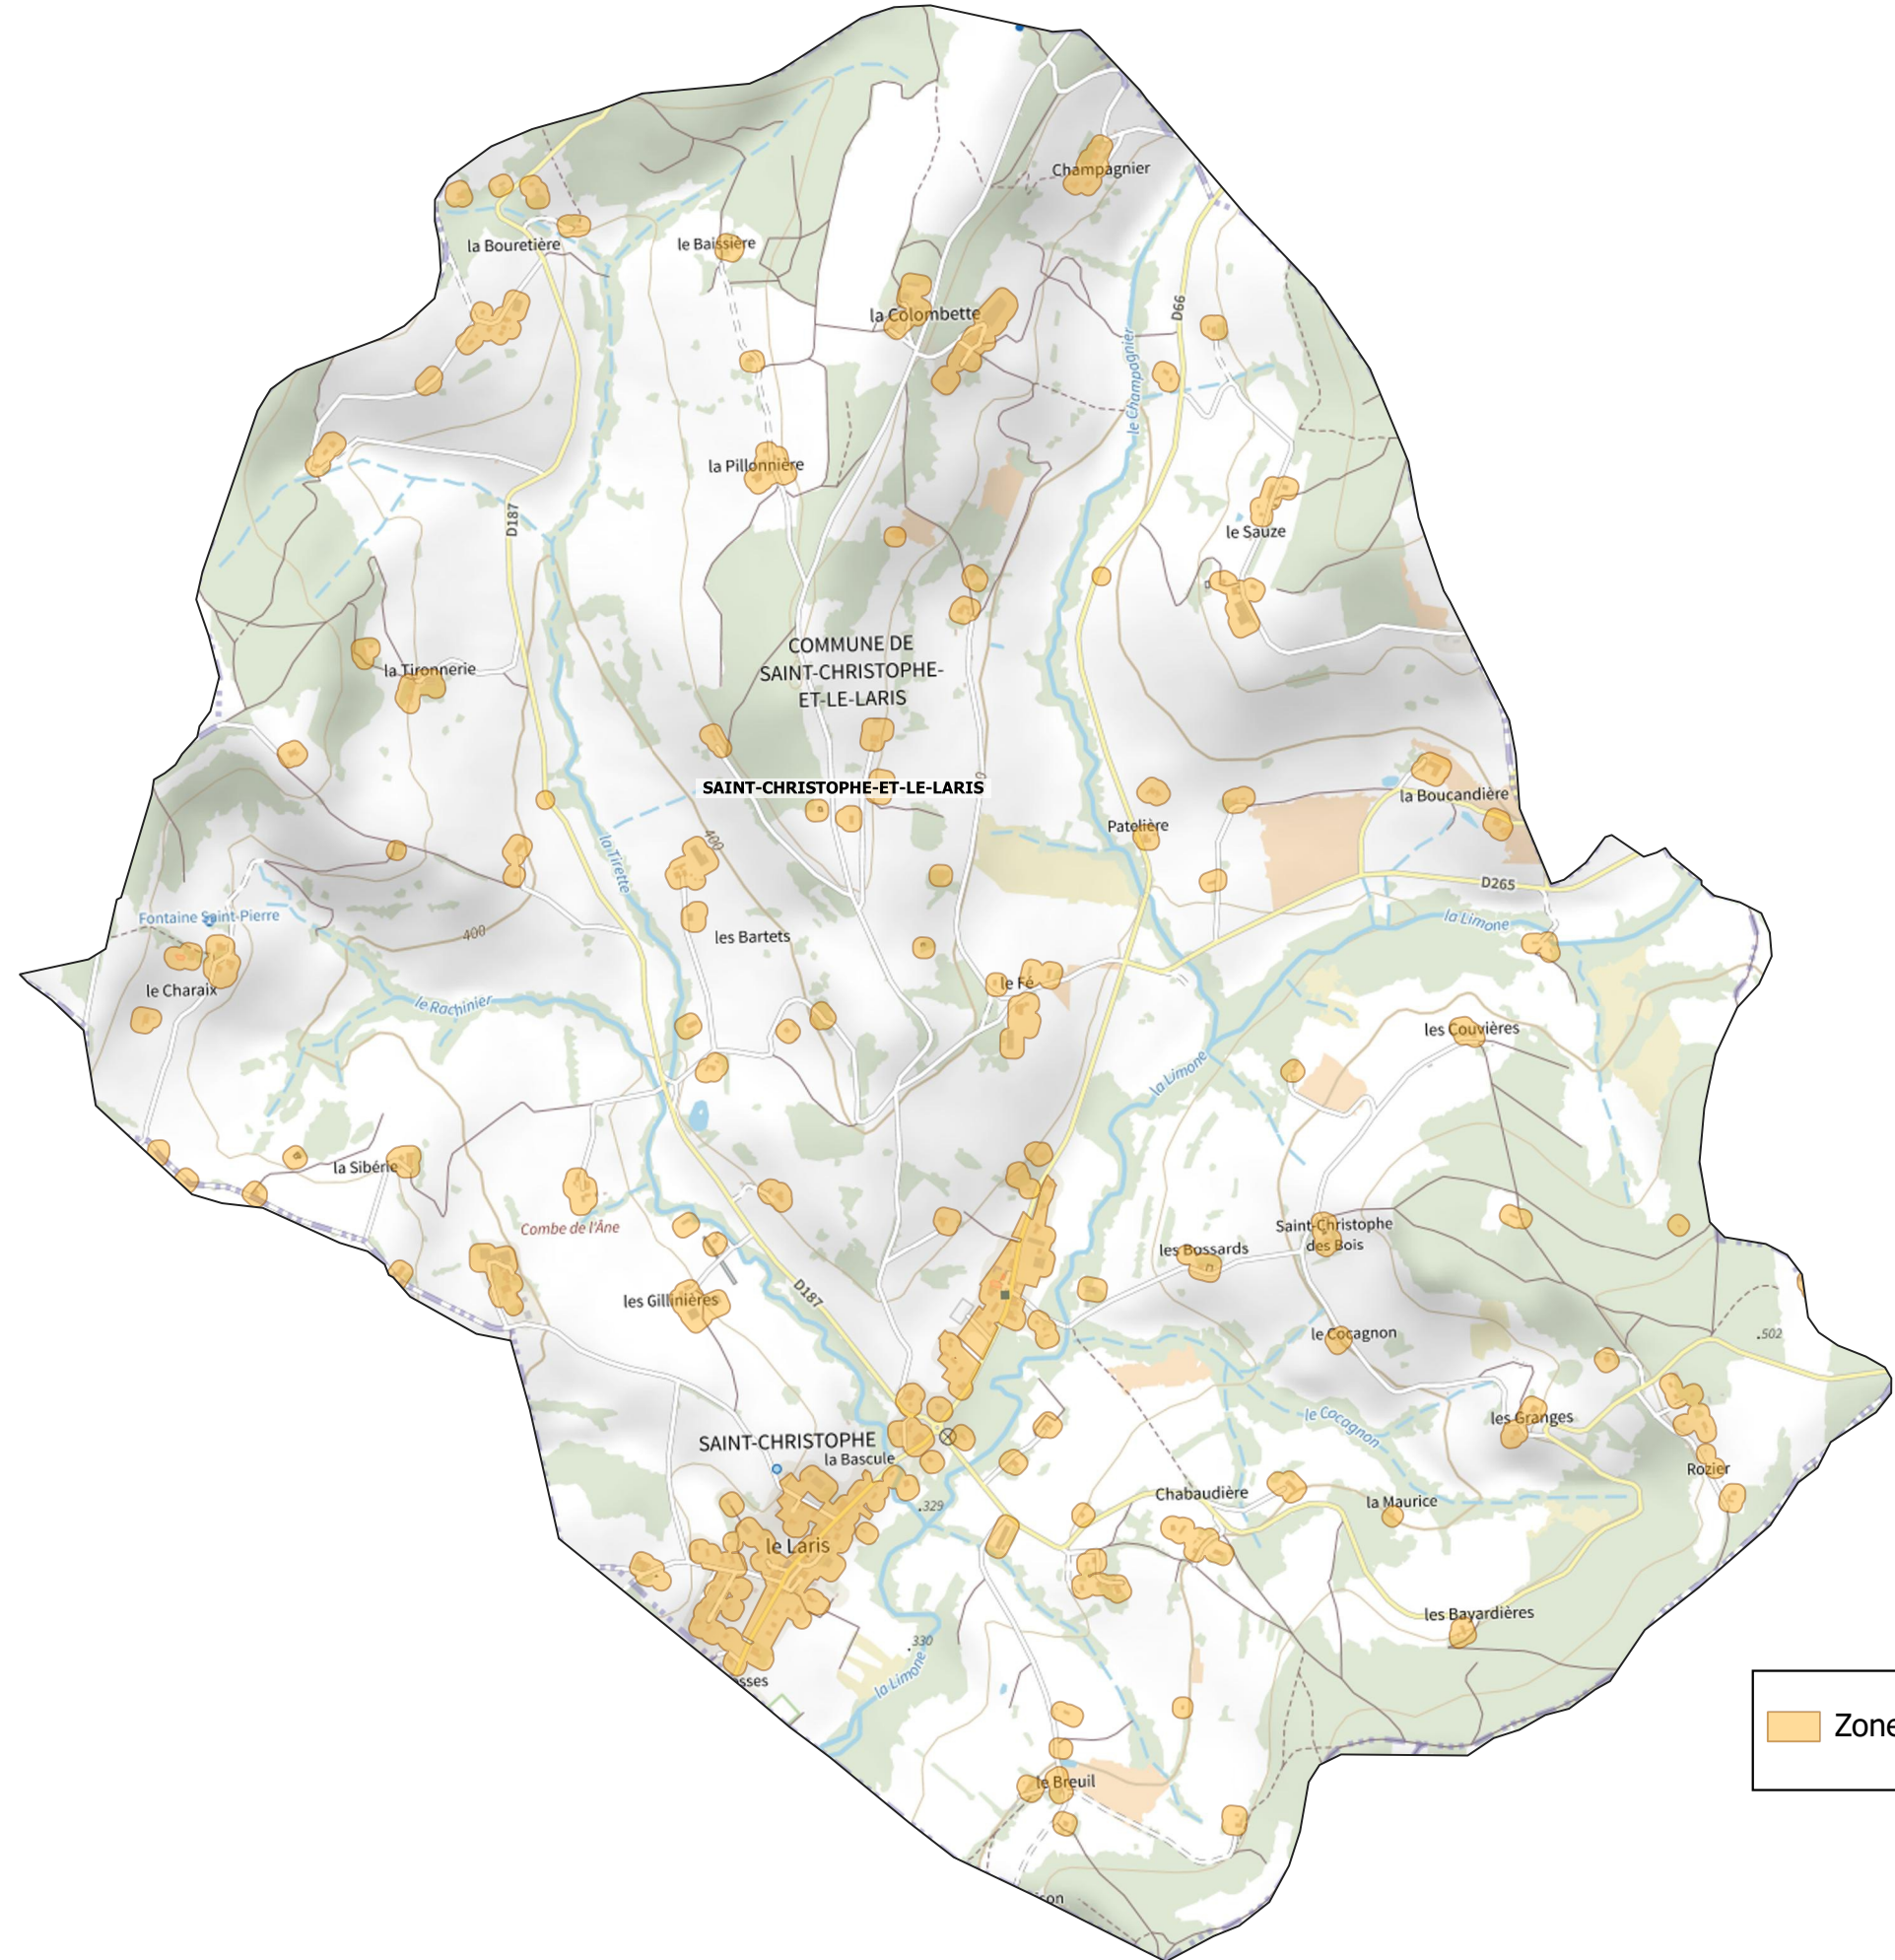 Champagnier
la Bouretière
le Baissière
la Colombette
D66
le Champagnier
la Pillonnière
D187
le Sauze
COMMUNE DE
SAINT-CHRISTOPHE-
ET-LE-LARIS
la Tironnerie
SAINT-CHRISTOPHE-ET-LE-LARIS
la Boucandière
Patelière
400
la Tirette
D265
Fontaine Saint-Pierre
la Limone
400
les Bartets
le Charaix
le Fé
le Rachinier
les Couvières
la Limone
la Sibérie
Combe de l'Âne
Saint-Christophe
des Bois
les Bossards
les Gillinières
D187
le Cocagnon
.502
le Cocagnon
les Granges
SAINT-CHRISTOPHE
la Bascule
Rozier
Chabaudière
la Maurice
.329
le Laris
les Bayardières
.330
la Limone
sses
Zone
le Breuil
son